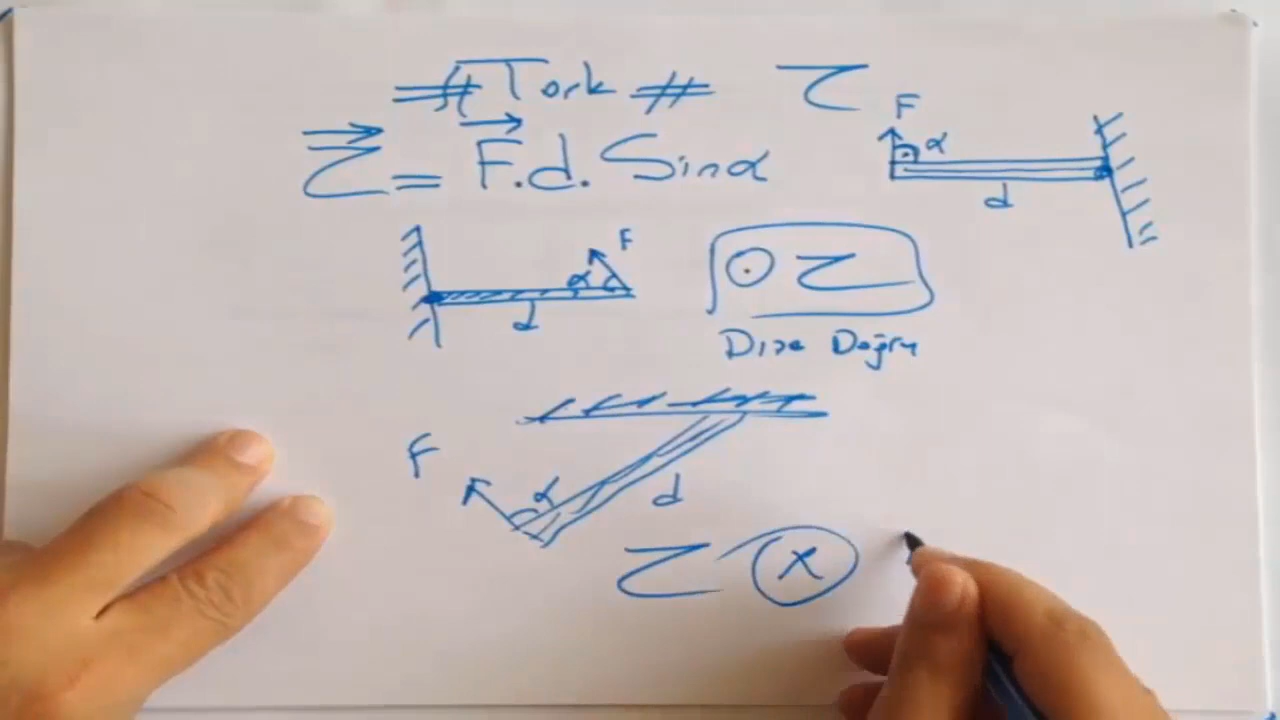 # Tork # τ
τ⃗ = F⃗.d.Sinα
F
α
d
F
α
d
⊙ τ
Dışa Doğru
F
α
d
τ ⊗